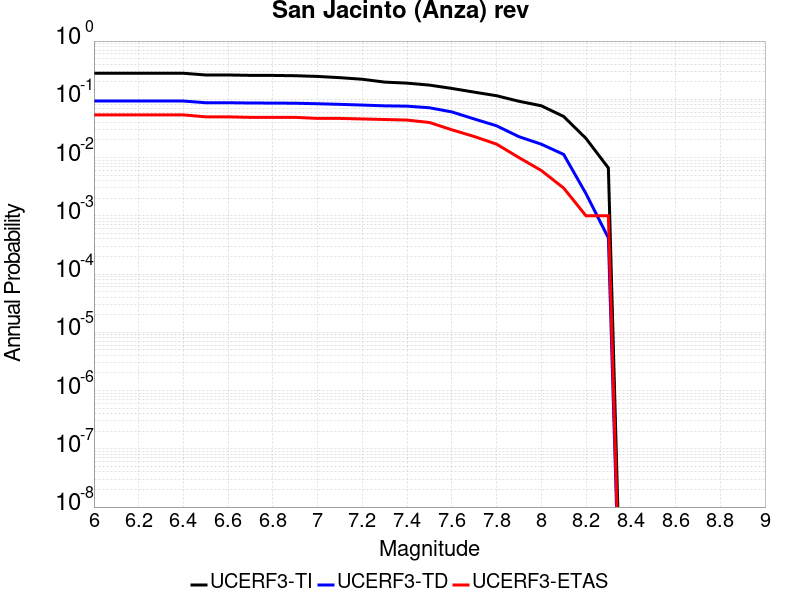 San Jacinto (Anza) rev
10^0
10^-1
10^-2
10^-3
10^-4
10^-5
10^-6
10^-7
10^-8
Annual Probability
6 6.2 6.4 6.6 6.8 7 7.2 7.4 7.6 7.8 8 8.2 8.4 8.6 8.8 9
Magnitude
UCERF3-TI UCERF3-TD UCERF3-ETAS